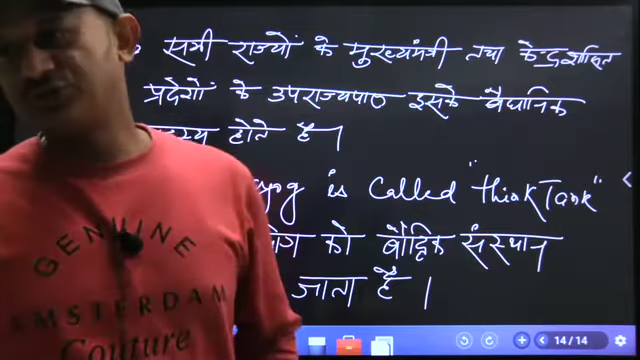 सभी राज्यों के मुख्यमंत्री तथा केन्द्रशासित
प्रदेशों के उपराज्यपाल इसके वैधानिक
होते है।
is called "think Tank"
को बौद्धिक संस्थान
जाता है।
GENUINE
AMSTERDAM
Couture
14/14